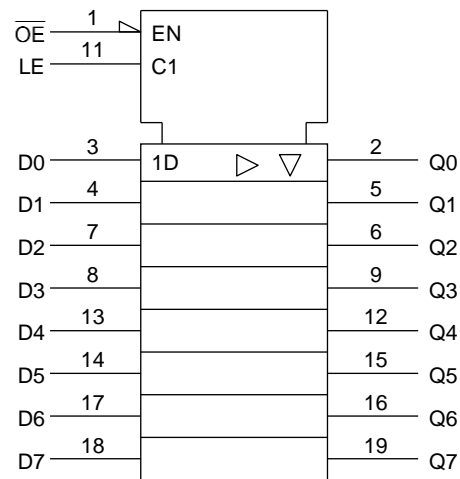 O̅E̅ 1 EN
LE 11 C1
D0 3 1D 2 Q0
D1 4 5 Q1
D2 7 6 Q2
D3 8 9 Q3
D4 13 12 Q4
D5 14 15 Q5
D6 17 16 Q6
D7 18 19 Q7